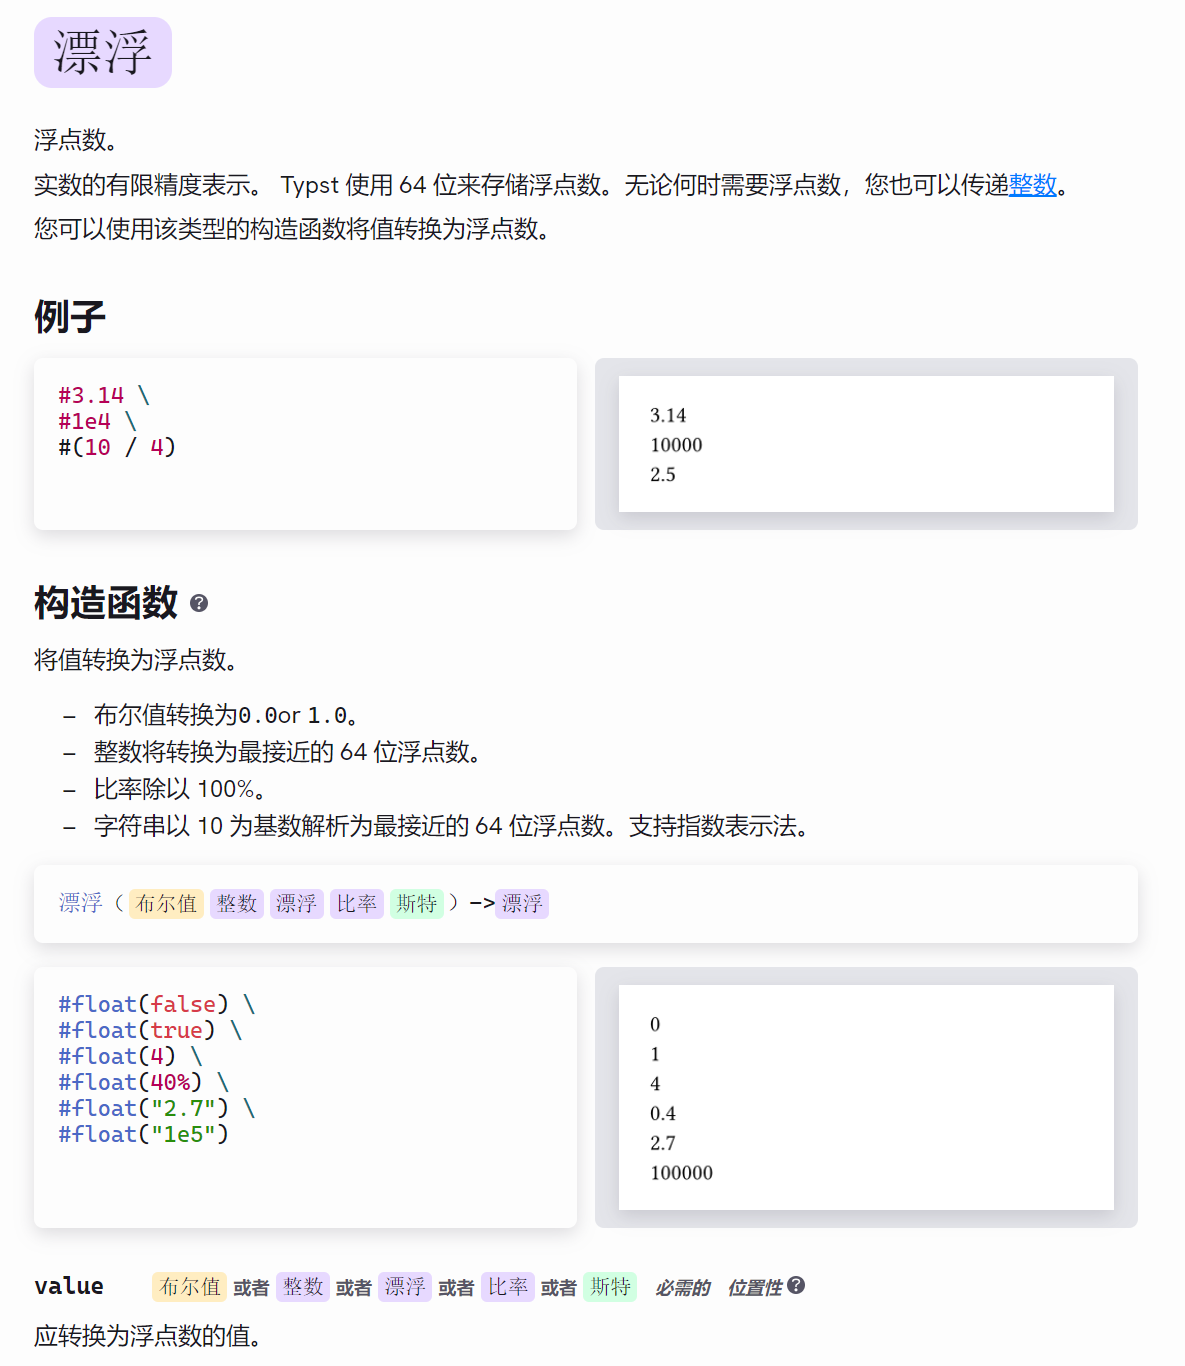 漂浮
浮点数。
实数的有限精度表示。 Typst 使用 64 位来存储浮点数。无论何时需要浮点数，您也可以传递整数。
您可以使用该类型的构造函数将值转换为浮点数。
例子
#3.14 \
#1e4 \
#(10 / 4)
3.14
10000
2.5
构造函数 ?
将值转换为浮点数。
– 布尔值转换为0.0or 1.0。
– 整数将转换为最接近的 64 位浮点数。
– 比率除以 100%。
– 字符串以 10 为基数解析为最接近的 64 位浮点数。支持指数表示法。
漂浮（ 布尔值 整数 漂浮 比率 斯特 ）->漂浮
#float(false) \
#float(true) \
#float(4) \
#float(40%) \
#float("2.7") \
#float("1e5")
0
1
4
0.4
2.7
100000
value 布尔值 或者 整数 或者 漂浮 或者 比率 或者 斯特 必需的 位置性 ?
应转换为浮点数的值。